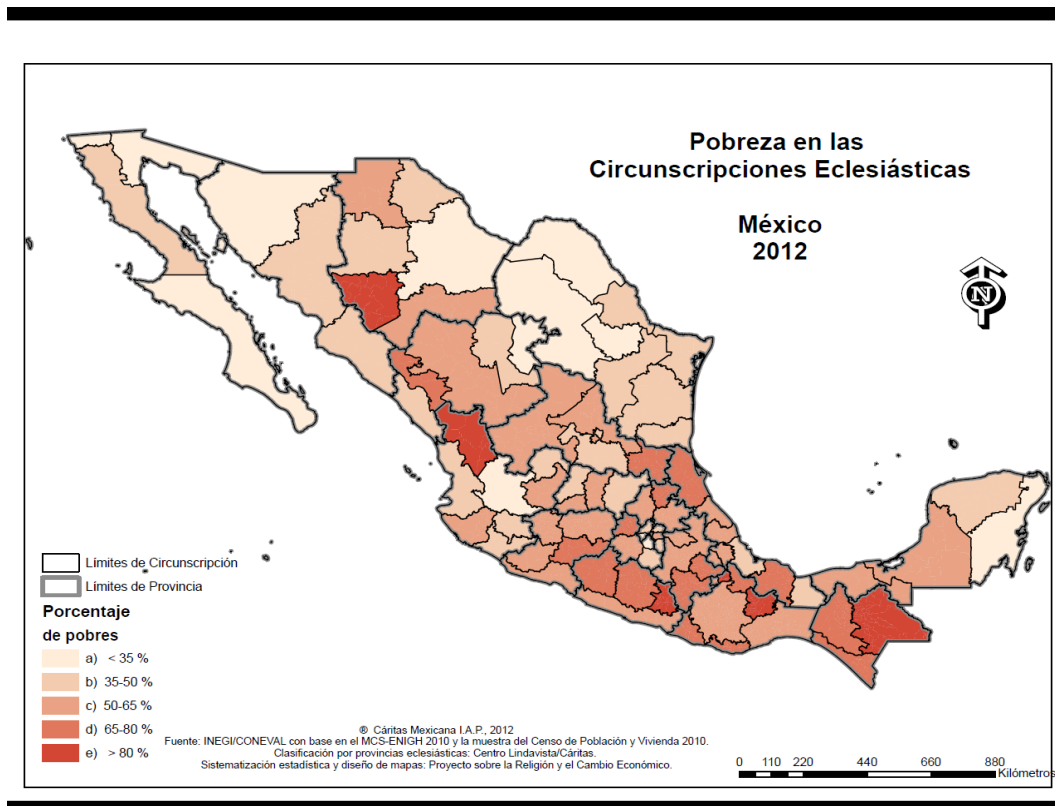 Pobreza en las
Circunscripciones Eclesiásticas
México
2012
N
Límites de Circunscripción
Límites de Provincia
Porcentaje
de pobres
a) < 35 %
b) 35-50 %
c) 50-65 %
d) 65-80 %
e) > 80 %
® Cáritas Mexicana I.A.P., 2012
Fuente: INEGI/CONEVAL con base en el MCS-ENIGH 2010 y la muestra del Censo de Población y Vivienda 2010.
Clasificación por provincias eclesiásticas: Centro Lindavista/Cáritas.
Sistematización estadística y diseño de mapas: Proyecto sobre la Religión y el Cambio Económico.
0 110 220 440 660 880
Kilómetros